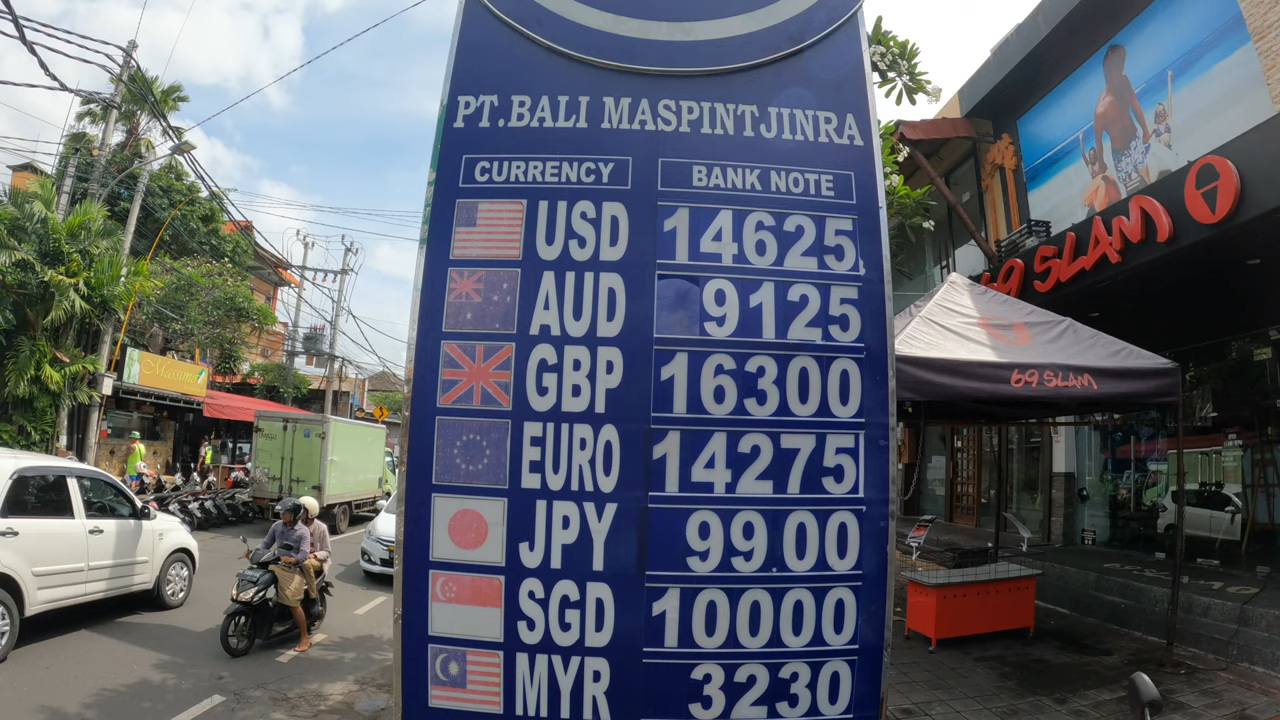 PT.BALI MASPINTJINRA
CURRENCY BANK NOTE
USD 14625
AUD 9125
GBP 16300
EURO 14275
JPY 99.00
SGD 10000
MYR 3230
Massimo
69 SLAM
69 SLAM